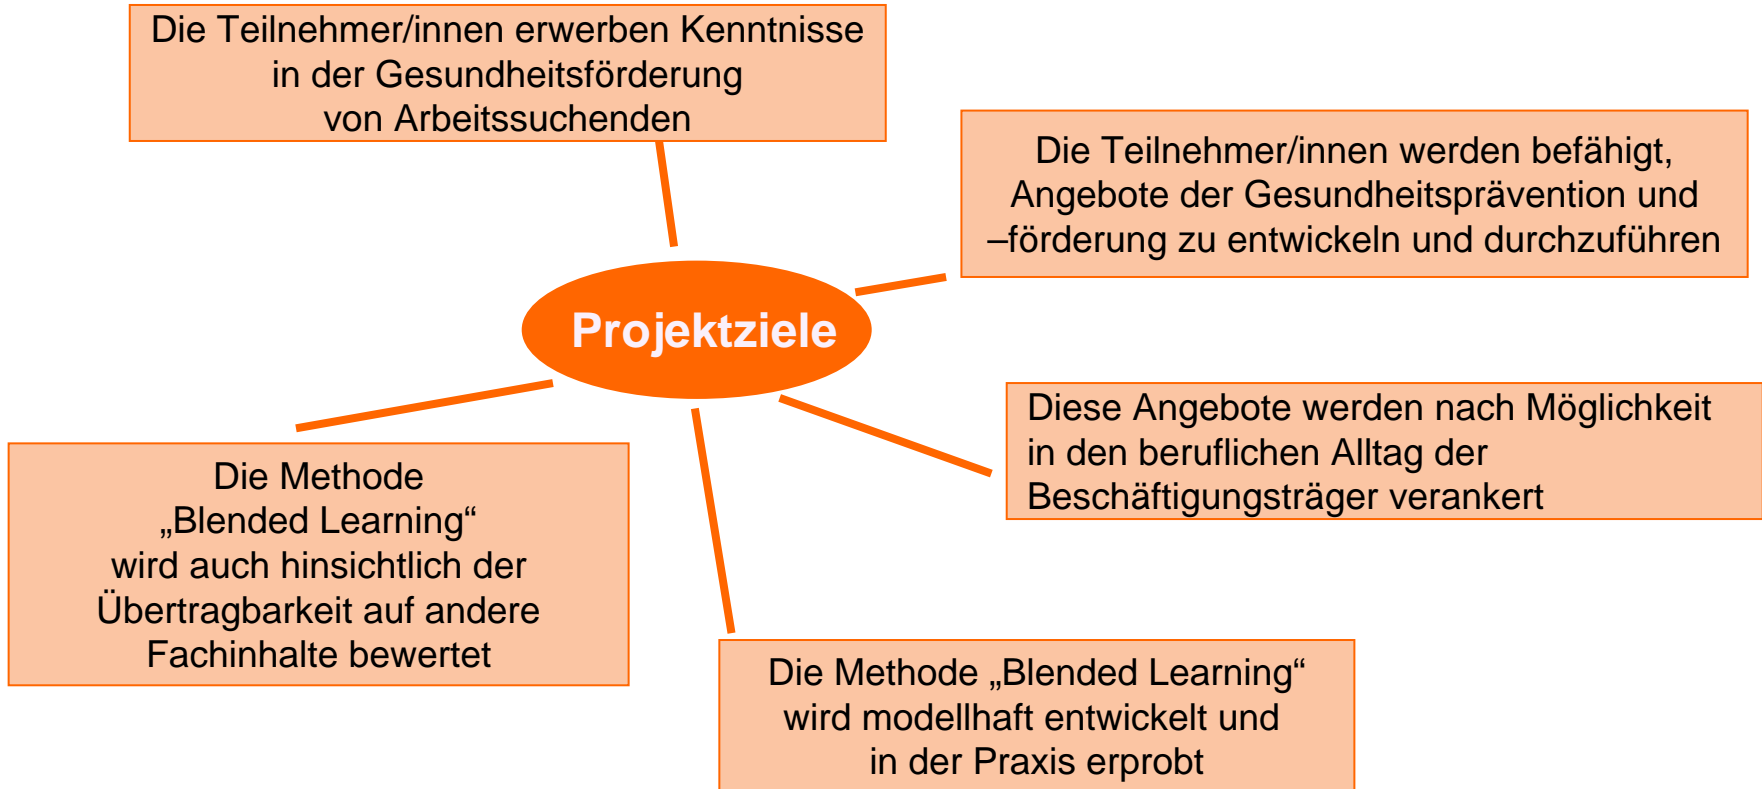 Die Teilnehmer/innen erwerben Kenntnisse
in der Gesundheitsförderung
von Arbeitssuchenden
Die Teilnehmer/innen werden befähigt,
Angebote der Gesundheitsprävention und
–förderung zu entwickeln und durchzuführen
Projektziele
Diese Angebote werden nach Möglichkeit
in den beruflichen Alltag der
Beschäftigungsträger verankert
Die Methode
„Blended Learning“
wird auch hinsichtlich der
Übertragbarkeit auf andere
Fachinhalte bewertet
Die Methode „Blended Learning“
wird modellhaft entwickelt und
in der Praxis erprobt